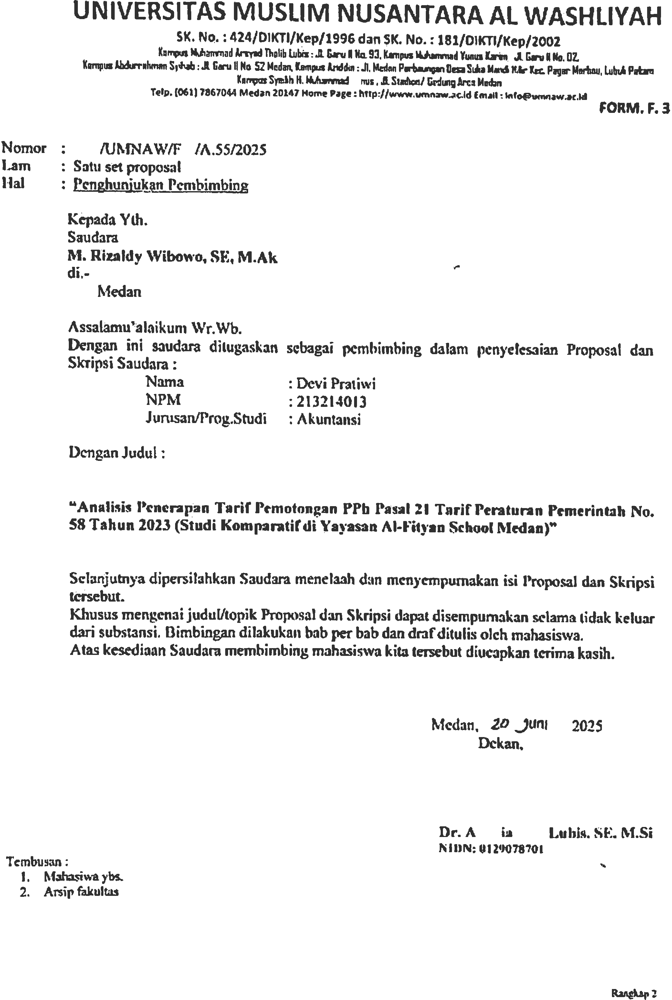 UNIVERSITAS MUSLIM NUSANTARA AL WASHLIYAH
SK. No. : 424/DIKTI/Kep/1996 dan SK. No. : 181/DIKTI/Kep/2002
Kampus Muhammad Arsyad Thalib Lubis : Jl. Garu II No. 93, Kampus Muhammad Yunus Karim Jl. Garu II No. 02,
Kampus Abdurrahman Syihab : Jl. Garu II No 52 Medan, Kampus Ariddin : Jl. Medan Perbaungan Desa Suka Mandi Hilir Kec. Pagar Merbau, Lubuk Pakam
Kampus Syeikh H. Muhammad nus , Jl. Stadion/ Gedung Arca Medan
Telp. (061) 7867044 Medan 20147 Home Page : http://www.umnaw.ac.id Email : info@umnaw.ac.id
FORM. F. 3
Nomor : /UMNAW/F /A.55/2025
Lam : Satu set proposal
Hal : Penghunjukan Pembimbing
Kepada Yth.
Saudara
M. Rizaldy Wibowo, SE, M.Ak
di.-
Medan
Assalamu'alaikum Wr.Wb.
Dengan ini saudara ditugaskan sebagai pembimbing dalam penyelesaian Proposal dan
Skripsi Saudara :
Nama : Devi Pratiwi
NPM : 213214013
Jurusan/Prog.Studi : Akuntansi
Dengan Judul :
"Analisis Penerapan Tarif Pemotongan PPh Pasal 21 Tarif Peraturan Pemerintah No.
58 Tahun 2023 (Studi Komparatif di Yayasan Al-Fityan School Medan)"
Selanjutnya dipersilahkan Saudara menelaah dan menyempurnakan isi Proposal dan Skripsi
tersebut.
Khusus mengenai judul/topik Proposal dan Skripsi dapat disempurnakan selama tidak keluar
dari substansi. Bimbingan dilakukan bab per bab dan draf ditulis oleh mahasiswa.
Atas kesediaan Saudara membimbing mahasiswa kita tersebut diucapkan terima kasih.
Medan, 20 Juni 2025
Dekan,
Dr. A Lubis, SE, M.Si
NIDN: 0129078701
Tembusan :
1. Mahasiwa ybs.
2. Arsip fakultas
Rangkap 2